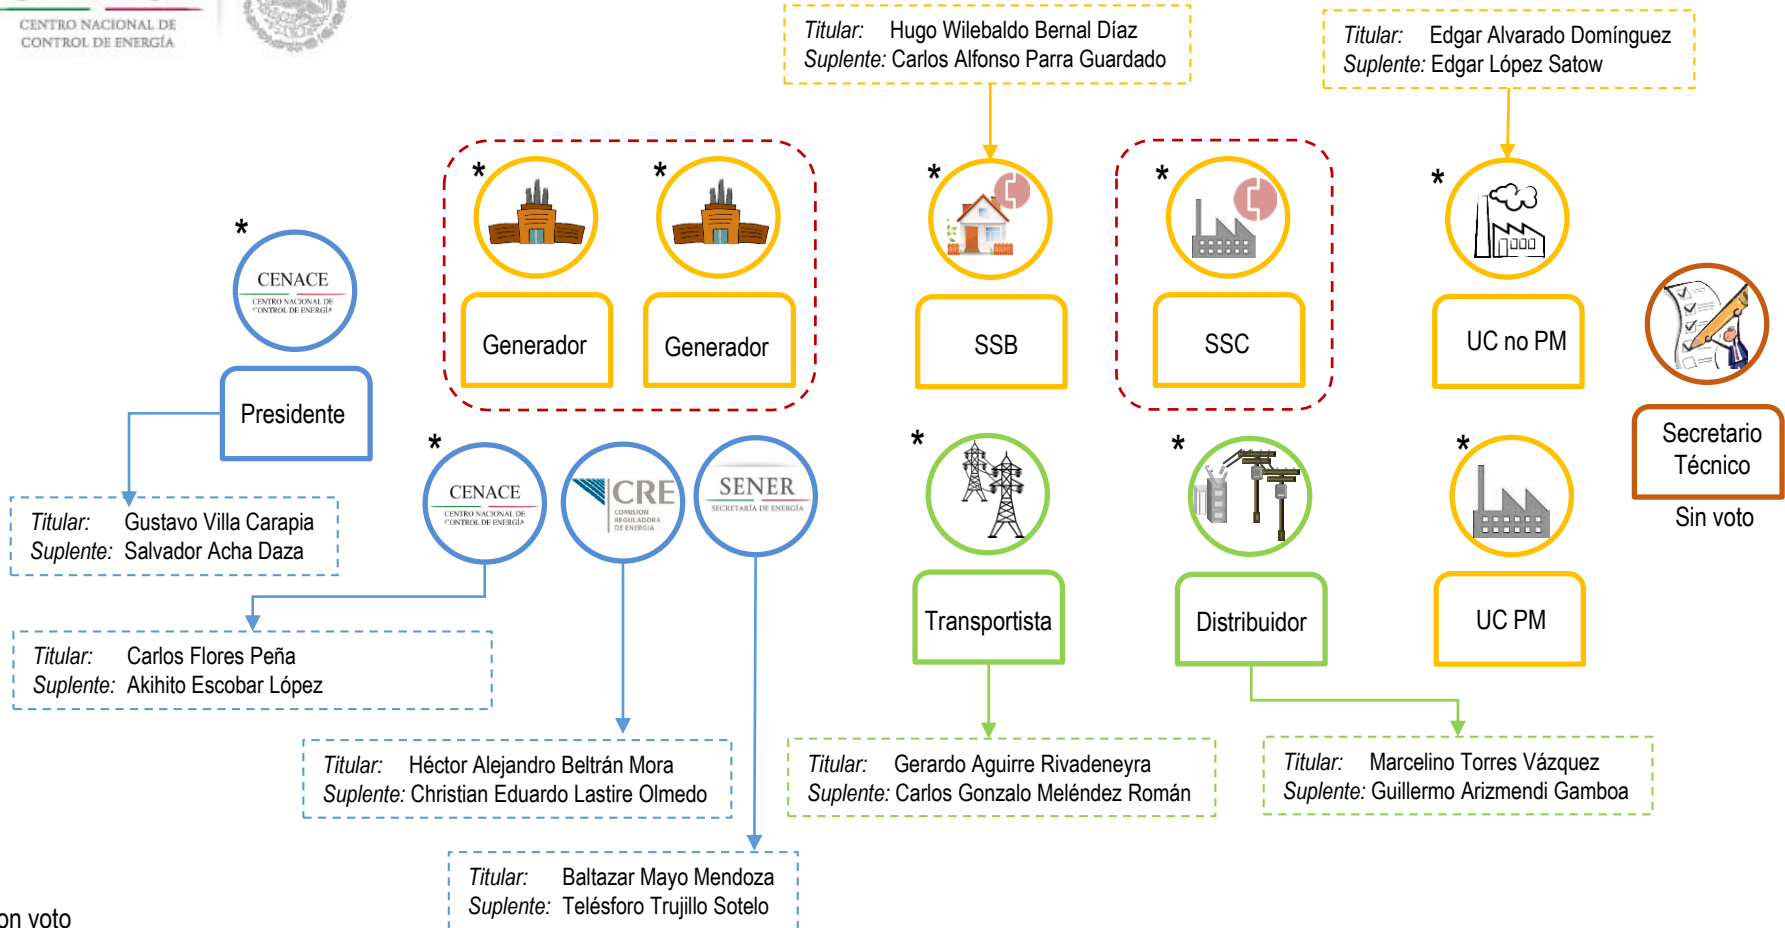 CENTRO NACIONAL DE
CONTROL DE ENERGÍA
Titular: Hugo Wilebaldo Bernal Díaz
Suplente: Carlos Alfonso Parra Guardado
Titular: Edgar Alvarado Domínguez
Suplente: Edgar López Satow
*
*
*
*
*
*
CENACE
CENTRO NACIONAL DE
CONTROL DE ENERGÍA
Generador
Generador
SSB
SSC
UC no PM
Presidente
Secretario
Técnico
Sin voto
*
CENACE
CENTRO NACIONAL DE
CONTROL DE ENERGÍA
CRE
COMISIÓN
REGULADORA
DE ENERGÍA
SENER
SECRETARÍA DE ENERGÍA
*
*
*
Titular: Gustavo Villa Carapia
Suplente: Salvador Acha Daza
Transportista
Distribuidor
UC PM
Titular: Carlos Flores Peña
Suplente: Akihito Escobar López
Titular: Héctor Alejandro Beltrán Mora
Suplente: Christian Eduardo Lastire Olmedo
Titular: Gerardo Aguirre Rivadeneyra
Suplente: Carlos Gonzalo Meléndez Román
Titular: Marcelino Torres Vázquez
Suplente: Guillermo Arizmendi Gamboa
Titular: Baltazar Mayo Mendoza
Suplente: Telésforo Trujillo Sotelo
on voto